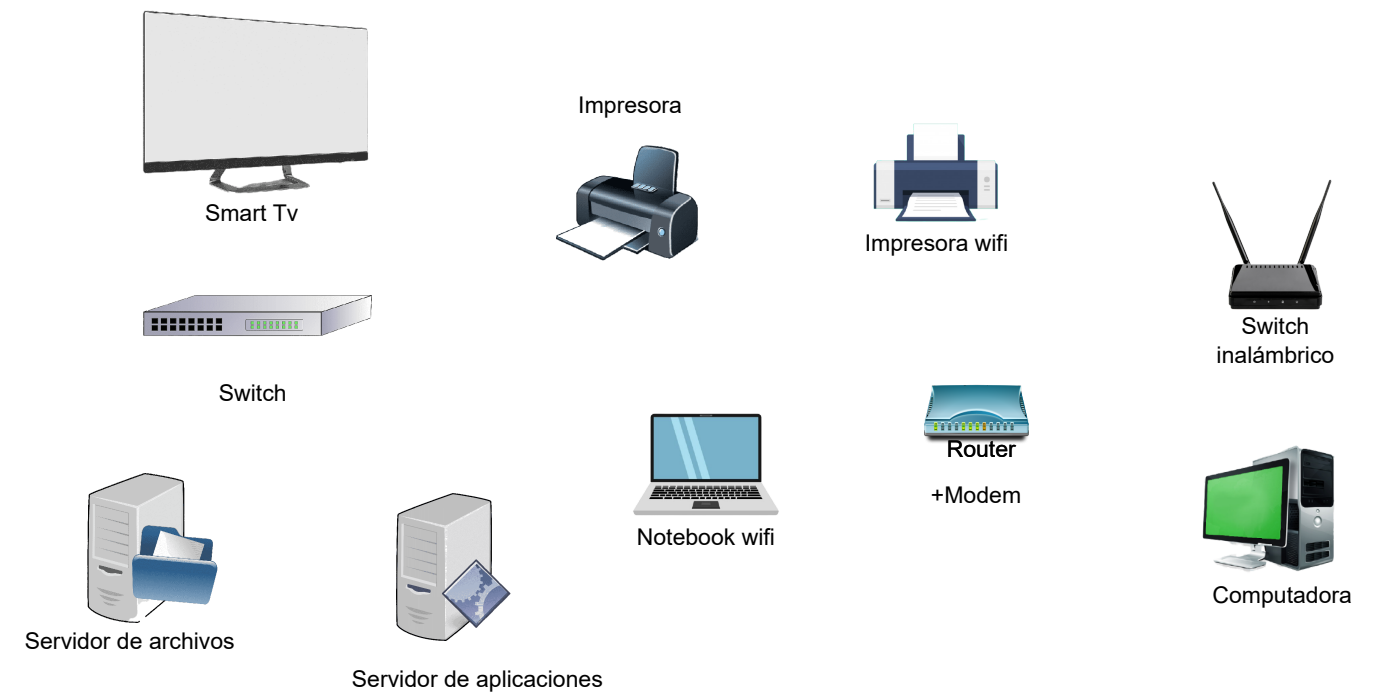 Impresora
Smart Tv
Impresora wifi
Switch
inalámbrico
Switch
Router
+Modem
Notebook wifi
Computadora
Servidor de archivos
Servidor de aplicaciones